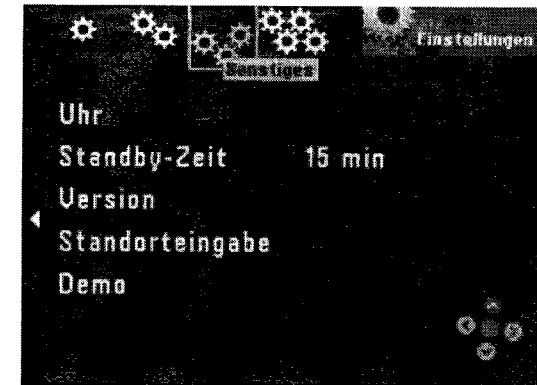 Einstellungen
Sonstiges
Uhr
Standby-Zeit 15 min
Version
Standorteingabe
Demo